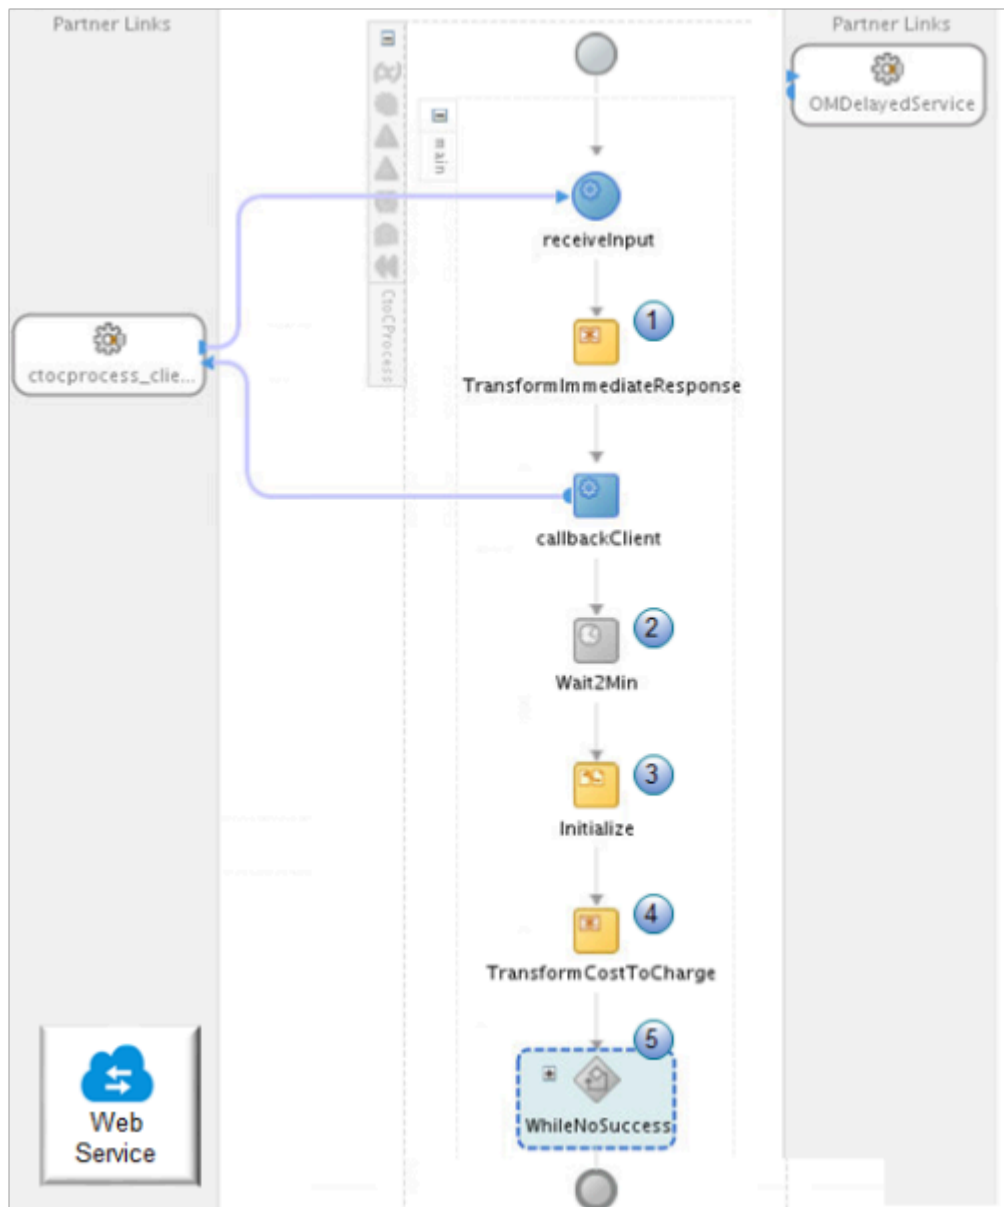 Partner Links
Partner Links
OMDelayedService
(x)
main
receiveInput
CtoCProcess
1
ctocprocess_clie...
TransformImmediateResponse
callbackClient
2
Wait2Min
3
Initialize
4
TransformCostToCharge
5
WhileNoSuccess
Web
Service